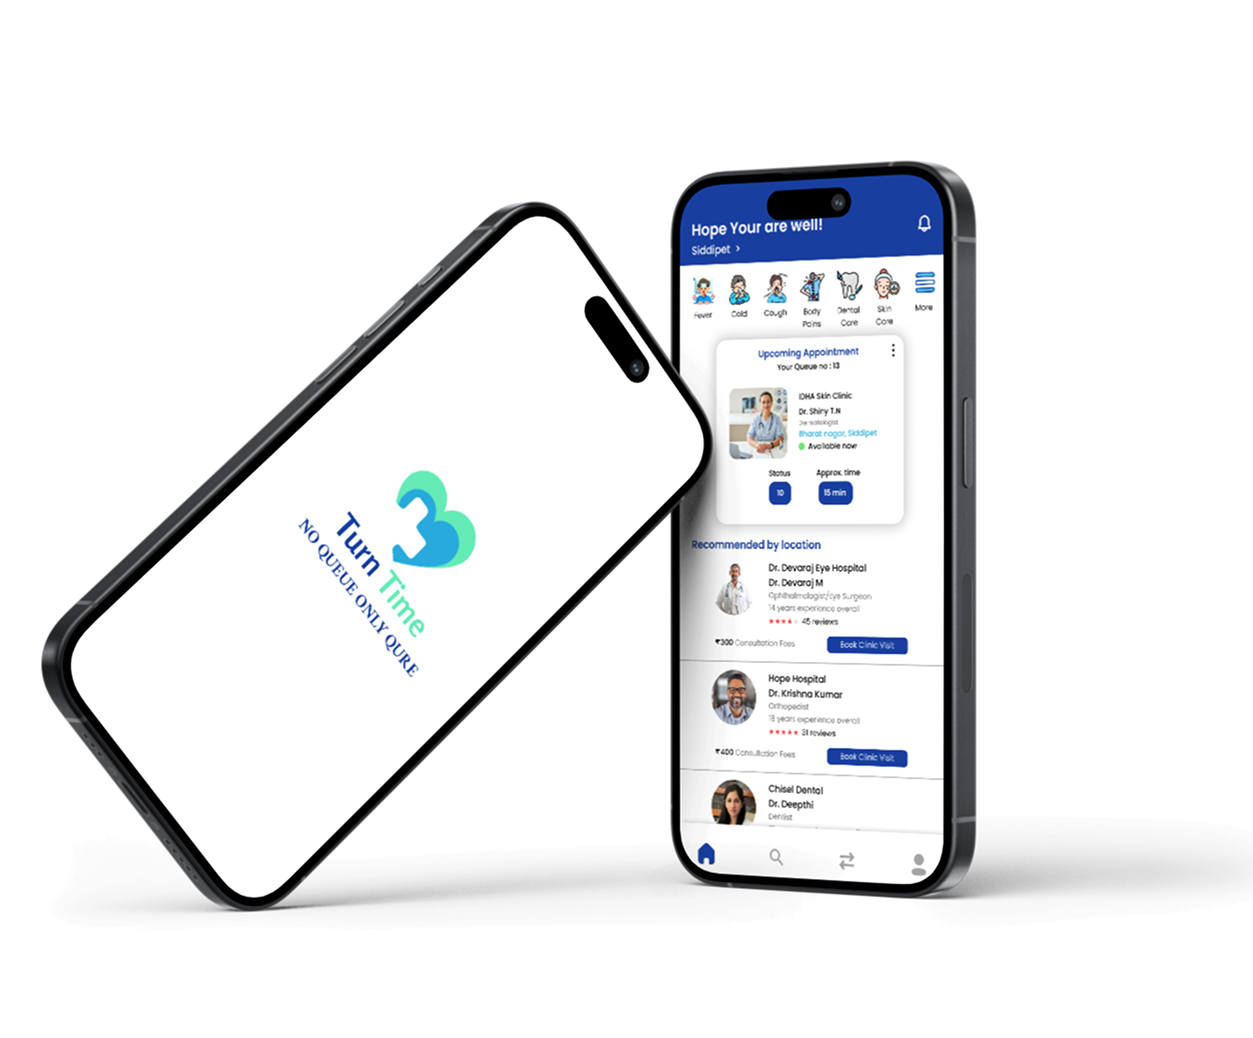 Turn Time
NO QUEUE ONLY QURE
Hope Your are well!
Siddipet >
Fever
Cold
Cough
Body Pains
Dental Care
Skin Care
More
Upcoming Appointment
Your Queue no : 13
IDHA Skin Clinic
Dr. Shiny T.N
Dermatologist
Bharat nagar, Siddipet
Available now
Status
Approx. time
10
15 min
Recommended by location
Dr. Devaraj Eye Hospital
Dr. Devaraj M
Ophthalmologist/Eye Surgeon
14 years experience overall
45 reviews
₹300 Consultation Fees
Book Clinic Visit
Hope Hospital
Dr. Krishna Kumar
Orthopedist
18 years experience overall
31 reviews
₹400 Consultation Fees
Book Clinic Visit
Chisel Dental
Dr. Deepthi
Dentist